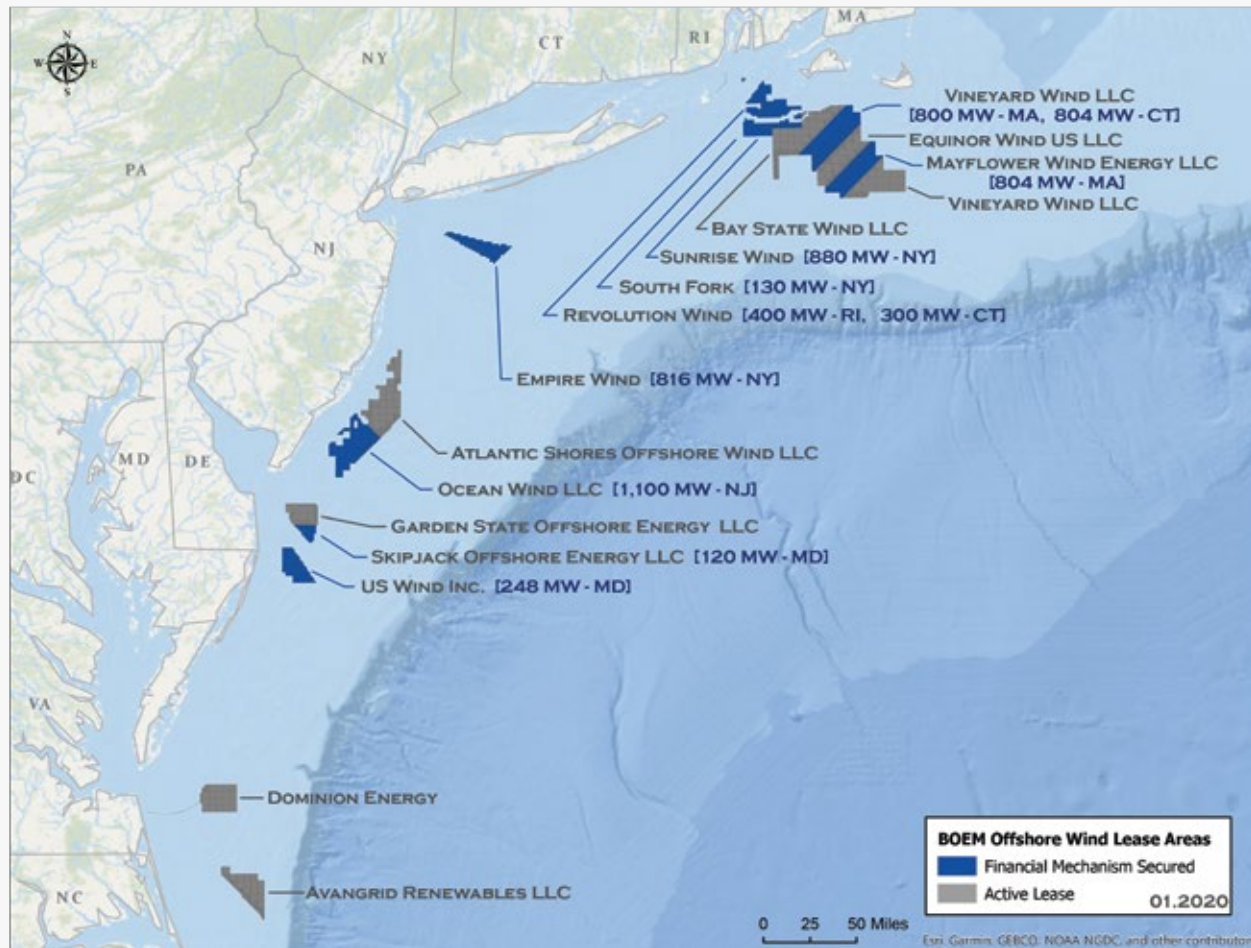 N
W
E
S
NY
CT
RI
MA
PA
NJ
MD
DE
DC
VA
NC
VINEYARD WIND LLC
[800 MW - MA, 804 MW - CT]
EQUINOR WIND US LLC
MAYFLOWER WIND ENERGY LLC
[804 MW - MA]
VINEYARD WIND LLC
BAY STATE WIND LLC
SUNRISE WIND [880 MW - NY]
SOUTH FORK [130 MW - NY]
REVOLUTION WIND [400 MW - RI, 300 MW - CT]
EMPIRE WIND [816 MW - NY]
ATLANTIC SHORES OFFSHORE WIND LLC
OCEAN WIND LLC [1,100 MW - NJ]
GARDEN STATE OFFSHORE ENERGY LLC
SKIPJACK OFFSHORE ENERGY LLC [120 MW - MD]
US WIND INC. [248 MW - MD]
DOMINION ENERGY
AVANGRID RENEWABLES LLC
BOEM Offshore Wind Lease Areas
Financial Mechanism Secured
Active Lease
01.2020
0 25 50 Miles
Esri, Garmin, GEBCO, NOAA NGDC, and other contributor